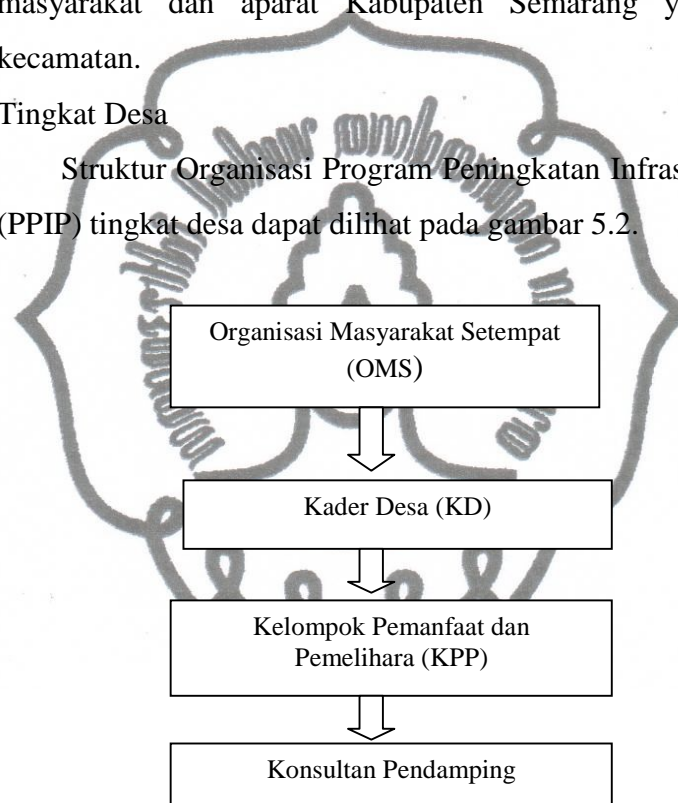 masyarakat dan aparat Kabupaten Semarang
kecamatan.
Tingkat Desa
Struktur Organisasi Program Peningkatan
(PPIP) tingkat desa dapat dilihat pada gambar 5.2.
Organisasi Masyarakat Setempat
(OMS)
Kader Desa (KD)
Kelompok Pemanfaat dan
Pemelihara (KPP)
Konsultan Pendamping